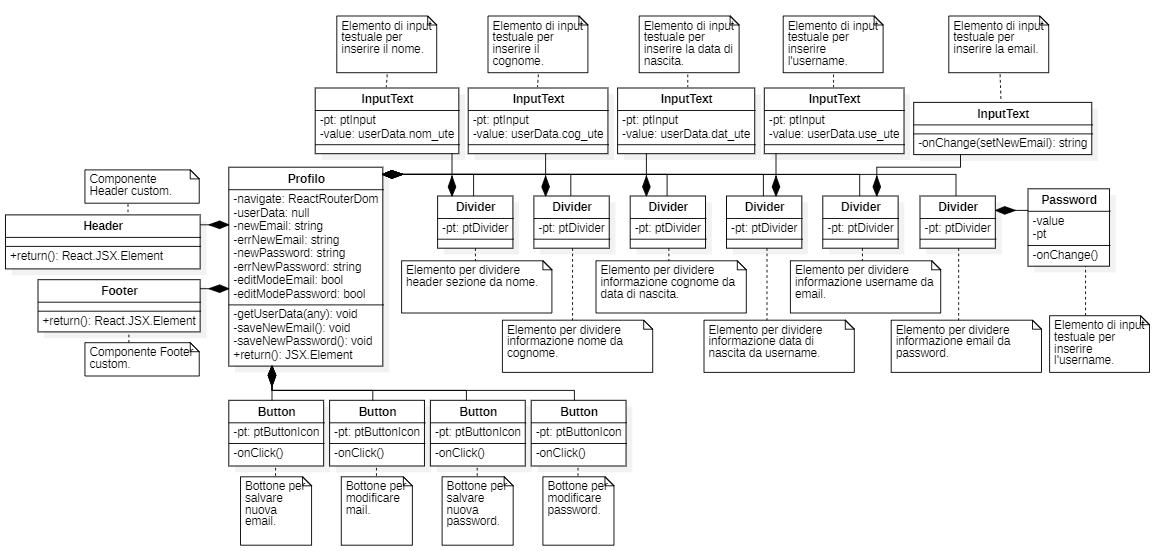 Elemento di input
testuale per
inserire il nome.
Elemento di input
testuale per
inserire il
cognome.
Elemento di input
testuale per
inserire la data di
nascita.
Elemento di input
testuale per
inserire
l'username.
Elemento di input
testuale per
inserire la email.
InputText
-pt: ptInput
-value: userData.nom_ute
InputText
-pt: ptInput
-value: userData.cog_ute
InputText
-pt: ptInput
-value: userData.dat_ute
InputText
-pt: ptInput
-value: userData.use_ute
InputText
-onChange(setNewEmail): string
Componente
Header custom.
Header
+return(): React.JSX.Element
Footer
+return(): React.JSX.Element
Componente Footer
custom.
Profilo
-navigate: ReactRouterDom
-userData: null
-newEmail: string
-errNewEmail: string
-newPassword: string
-errNewPassword: string
-editModeEmail: bool
-editModePassword: bool
-getUserData(any): void
-saveNewEmail(): void
-saveNewPassword(): void
+return(): JSX.Element
Divider
-pt: ptDivider
Divider
-pt: ptDivider
Divider
-pt: ptDivider
Divider
-pt: ptDivider
Divider
-pt: ptDivider
Divider
-pt: ptDivider
Password
-value
-pt
-onChange()
Elemento per dividere
header sezione da nome.
Elemento per dividere
informazione cognome da
data di nascita.
Elemento per dividere
informazione username da
email.
Elemento per dividere
informazione nome da
cognome.
Elemento per dividere
informazione data di
nascita da username.
Elemento per dividere
informazione email da
password.
Elemento di input
testuale per
inserire
l'username.
Button
-pt: ptButtonIcon
-onClick()
Button
-pt: ptButtonIcon
-onClick()
Button
-pt: ptButtonIcon
-onClick()
Button
-pt: ptButtonIcon
-onClick()
Bottone per
salvare
nuova
email.
Bottone per
modificare
mail.
Bottone per
salvare
nuova
password.
Bottone per
modificare
password.